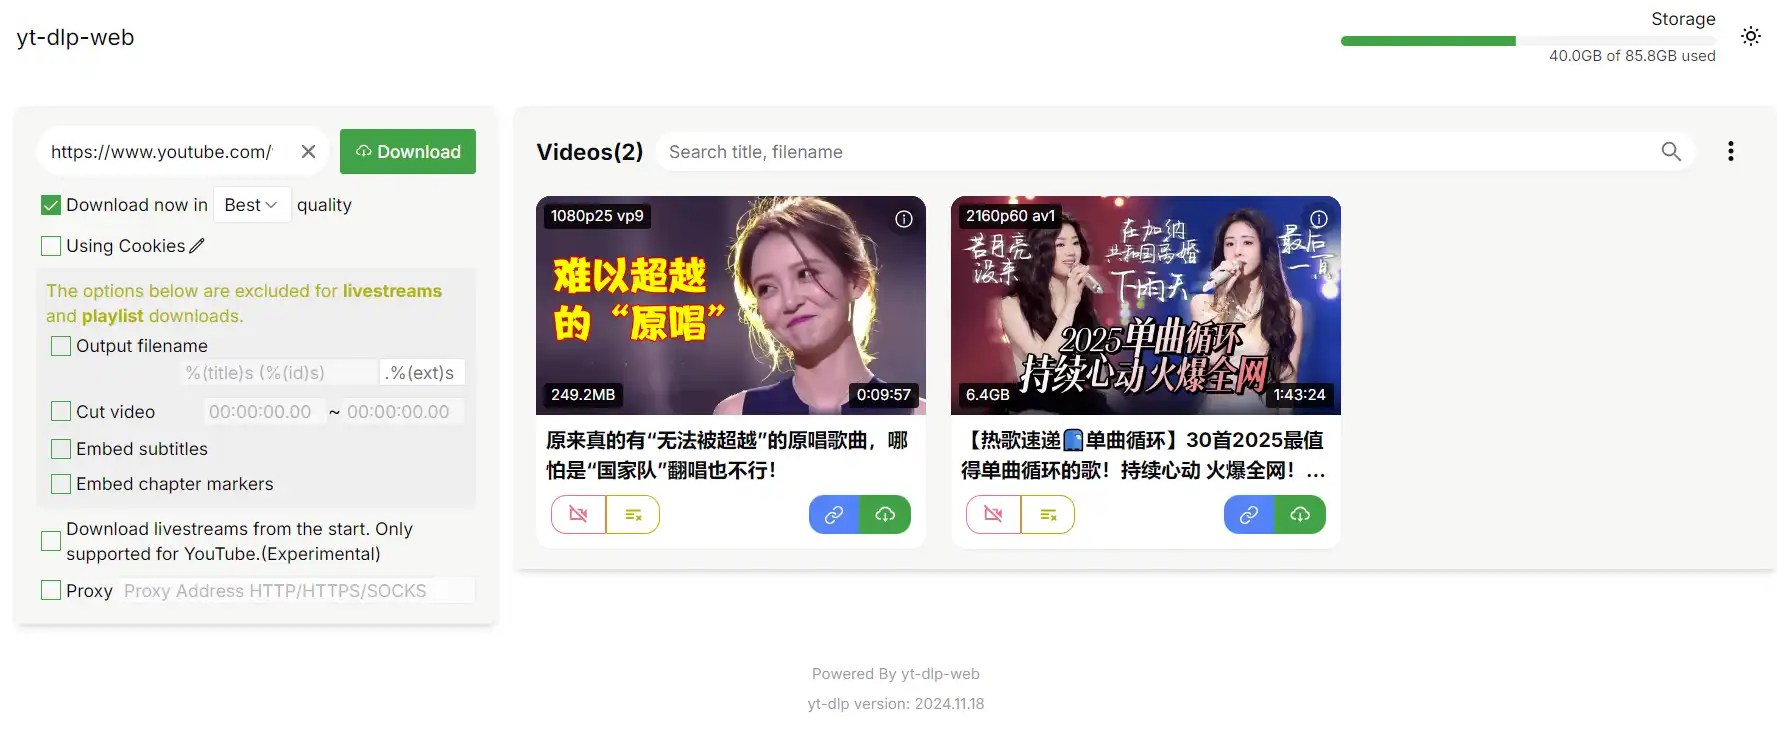 yt-dlp-web
Storage
40.0GB of 85.8GB used
https://www.youtube.com/
Download
Download now in Best quality
Using Cookies
The options below are excluded for livestreams
and playlist downloads.
Output filename
%(title)s (%(id)s) .%(ext)s
Cut video 00:00:00.00 ~ 00:00:00.00
Embed subtitles
Embed chapter markers
Download livestreams from the start. Only
supported for YouTube.(Experimental)
Proxy Proxy Address HTTP/HTTPS/SOCKS
Videos(2)
Search title, filename
1080p25 vp9
难以超越
的“原唱”
249.2MB
0:09:57
原来真的有“无法被超越”的原唱歌曲，哪
怕是“国家队”翻唱也不行！
2160p60 av1
若月亮
没来
在加纳
共和国离婚
下雨天
最后
一页
2025单曲循环
持续心动 火爆全网
6.4GB
1:43:24
【热歌速递单曲循环】30首2025最值
得单曲循环的歌！持续心动 火爆全网！...
Powered By yt-dlp-web
yt-dlp version: 2024.11.18